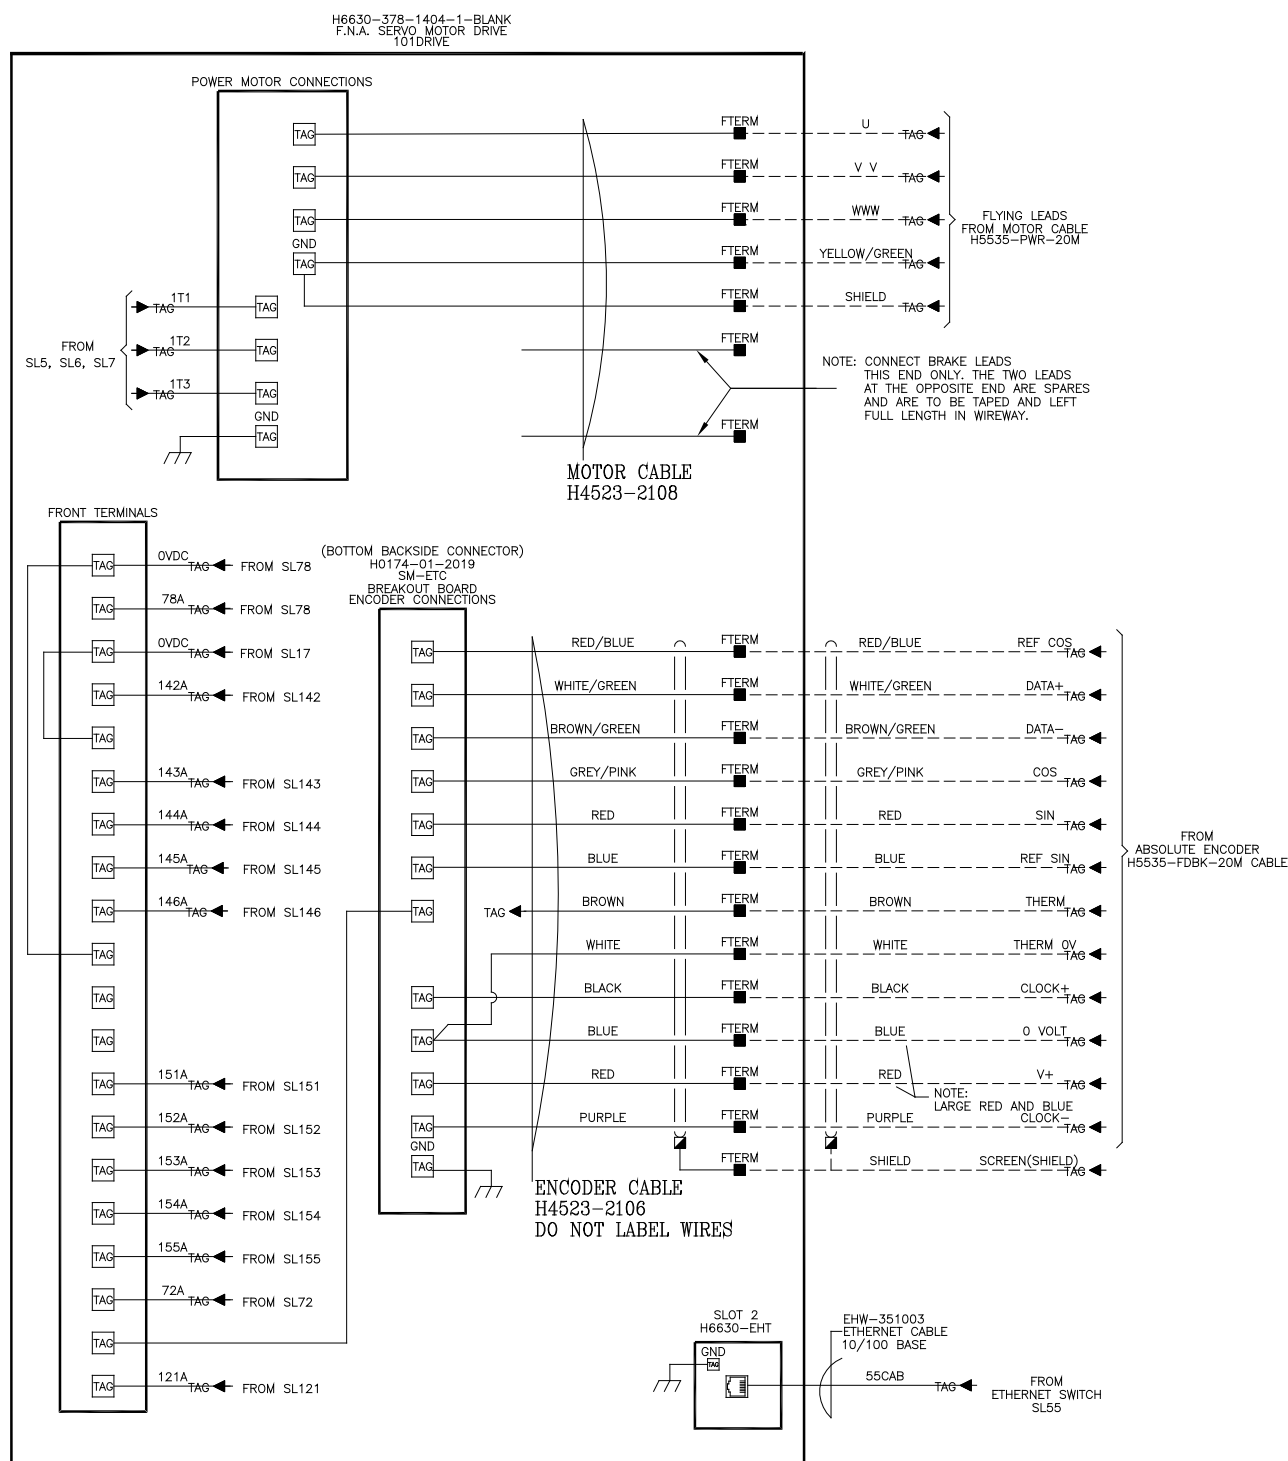 H6630-378-1404-1-BLANK
F.N.A. SERVO MOTOR DRIVE
101DRIVE
POWER MOTOR CONNECTIONS
TAG FTERM U TAG
TAG FTERM V V TAG
TAG FTERM WWW TAG
GND
TAG FTERM YELLOW/GREEN TAG
FTERM SHIELD TAG
FLYING LEADS
FROM MOTOR CABLE
H5535-PWR-20M
FROM
SL5, SL6, SL7
TAG 1T1 TAG
TAG 1T2 TAG
TAG 1T3 TAG
GND
TAG
FTERM
FTERM
NOTE: CONNECT BRAKE LEADS
THIS END ONLY. THE TWO LEADS
AT THE OPPOSITE END ARE SPARES
AND ARE TO BE TAPED AND LEFT
FULL LENGTH IN WIREWAY.
MOTOR CABLE
H4523-2108
FRONT TERMINALS
TAG 0VDC TAG FROM SL78
TAG 78A TAG FROM SL78
TAG 0VDC TAG FROM SL17
TAG 142A TAG FROM SL142
TAG
TAG 143A TAG FROM SL143
TAG 144A TAG FROM SL144
TAG 145A TAG FROM SL145
TAG 146A TAG FROM SL146
TAG
TAG
TAG
TAG 151A TAG FROM SL151
TAG 152A TAG FROM SL152
TAG 153A TAG FROM SL153
TAG 154A TAG FROM SL154
TAG 155A TAG FROM SL155
TAG 72A TAG FROM SL72
TAG
TAG 121A TAG FROM SL121
(BOTTOM BACKSIDE CONNECTOR)
H0174-01-2019
SM-ETC
BREAKOUT BOARD
ENCODER CONNECTIONS
TAG RED/BLUE FTERM RED/BLUE REF COS TAG
TAG WHITE/GREEN FTERM WHITE/GREEN DATA+ TAG
TAG BROWN/GREEN FTERM BROWN/GREEN DATA- TAG
TAG GREY/PINK FTERM GREY/PINK COS TAG
TAG RED FTERM RED SIN TAG
TAG BLUE FTERM BLUE REF SIN TAG
TAG TAG BROWN FTERM BROWN THERM TAG
WHITE FTERM WHITE THERM 0V TAG
TAG BLACK FTERM BLACK CLOCK+ TAG
TAG BLUE FTERM BLUE 0 VOLT TAG
TAG RED FTERM RED V+ TAG
NOTE:
LARGE RED AND BLUE
TAG PURPLE FTERM PURPLE CLOCK- TAG
GND
TAG FTERM SHIELD SCREEN(SHIELD) TAG
FROM
ABSOLUTE ENCODER
H5535-FDBK-20M CABLE
ENCODER CABLE
H4523-2106
DO NOT LABEL WIRES
SLOT 2
H6630-EHT
GND
TAG
EHW-351003
ETHERNET CABLE
10/100 BASE
55CAB TAG
FROM
ETHERNET SWITCH
SL55